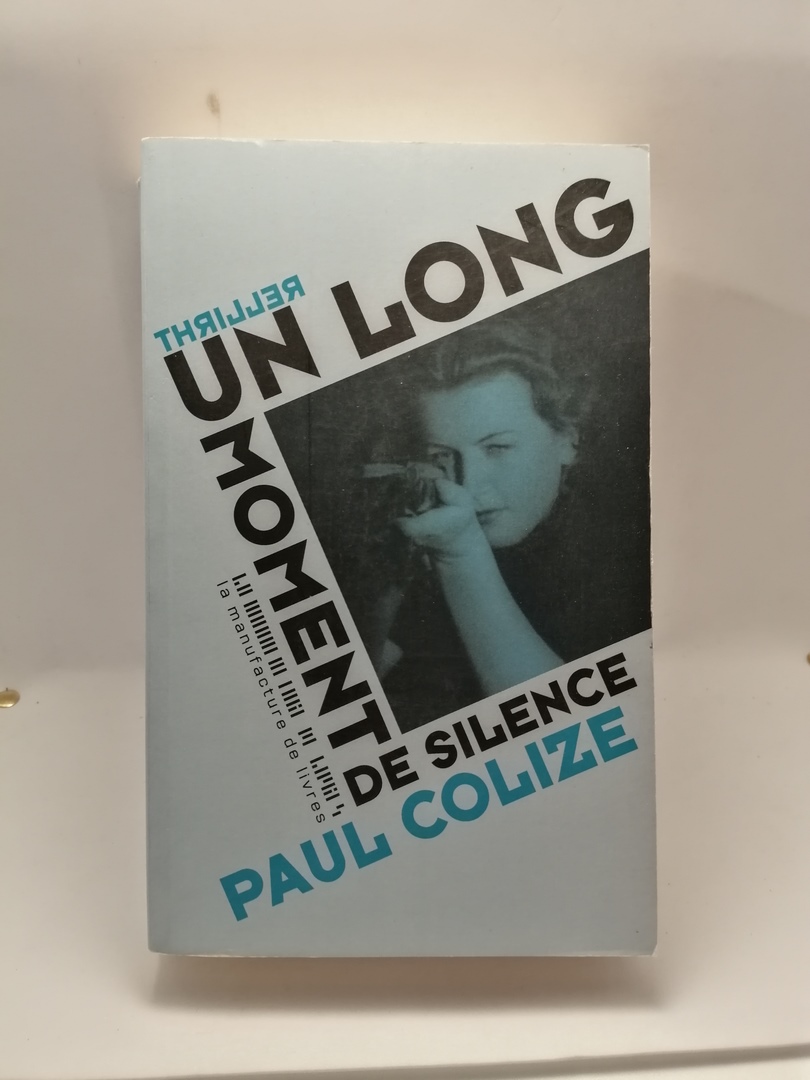 THRILLER
UN LONG
MOMENT
DE SILENCE
la manufacture de livres
PAUL COLIZE